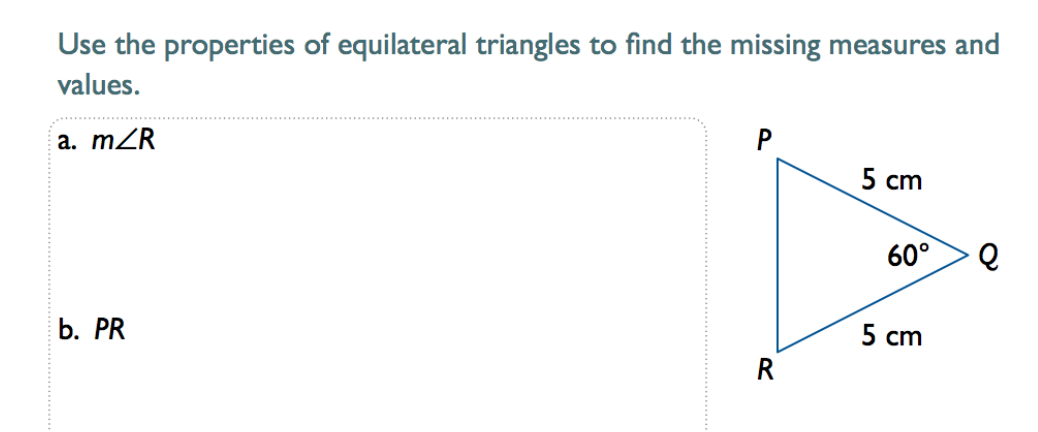 Use the properties of equilateral triangles to find the missing measures and
values.
a. m∠R
P
5 cm
60° Q
b. PR
5 cm
R